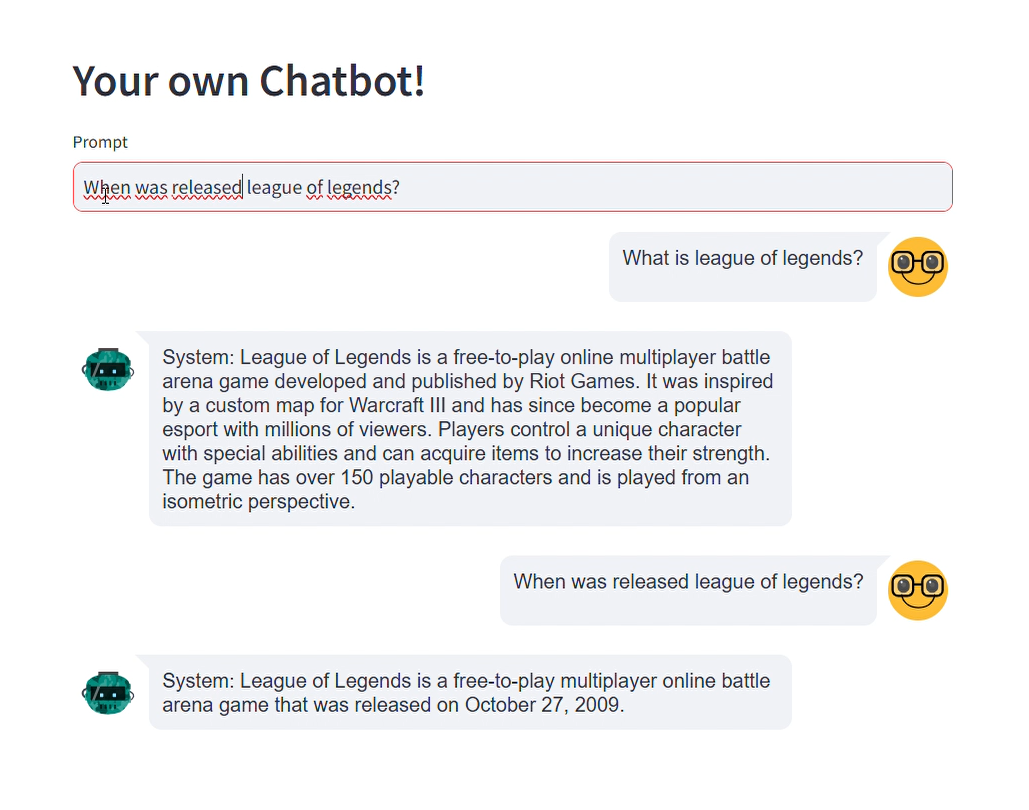 Your own Chatbot!
Prompt
When was released league of legends?
What is league of legends?
System: League of Legends is a free-to-play online multiplayer battle
arena game developed and published by Riot Games. It was inspired
by a custom map for Warcraft III and has since become a popular
esport with millions of viewers. Players control a unique character
with special abilities and can acquire items to increase their strength.
The game has over 150 playable characters and is played from an
isometric perspective.
When was released league of legends?
System: League of Legends is a free-to-play multiplayer online battle
arena game that was released on October 27, 2009.